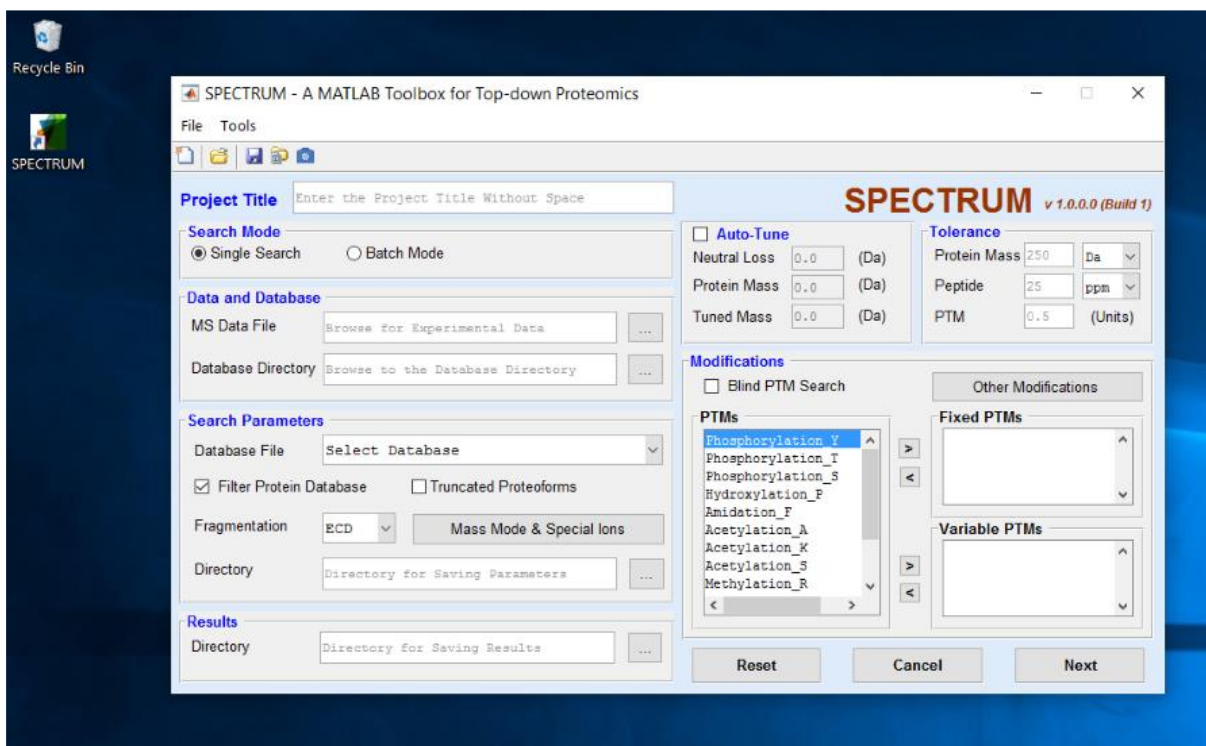 Recycle Bin
SPECTRUM
SPECTRUM - A MATLAB Toolbox for Top-down Proteomics
File Tools
Project Title Enter the Project Title Without Space
SPECTRUM v 1.0.0.0 (Build 1)
Search Mode
Single Search Batch Mode
Data and Database
MS Data File Browse for Experimental Data ...
Database Directory Browse to the Database Directory ...
Search Parameters
Database File Select Database
Filter Protein Database Truncated Proteoforms
Fragmentation ECD Mass Mode & Special Ions
Directory Directory for Saving Parameters ...
Results
Directory Directory for Saving Results ...
Auto-Tune
Neutral Loss 0.0 (Da)
Protein Mass 0.0 (Da)
Tuned Mass 0.0 (Da)
Tolerance
Protein Mass 250 Da
Peptide 25 ppm
PTM 0.5 (Units)
Modifications
Blind PTM Search Other Modifications
PTMs
Phosphorylation_Y
Phosphorylation_T
Phosphorylation_S
Hydroxylation_P
Amidation_F
Acetylation_A
Acetylation_K
Acetylation_S
Methylation_R
>
<
>
<
Fixed PTMs
Variable PTMs
Reset Cancel Next